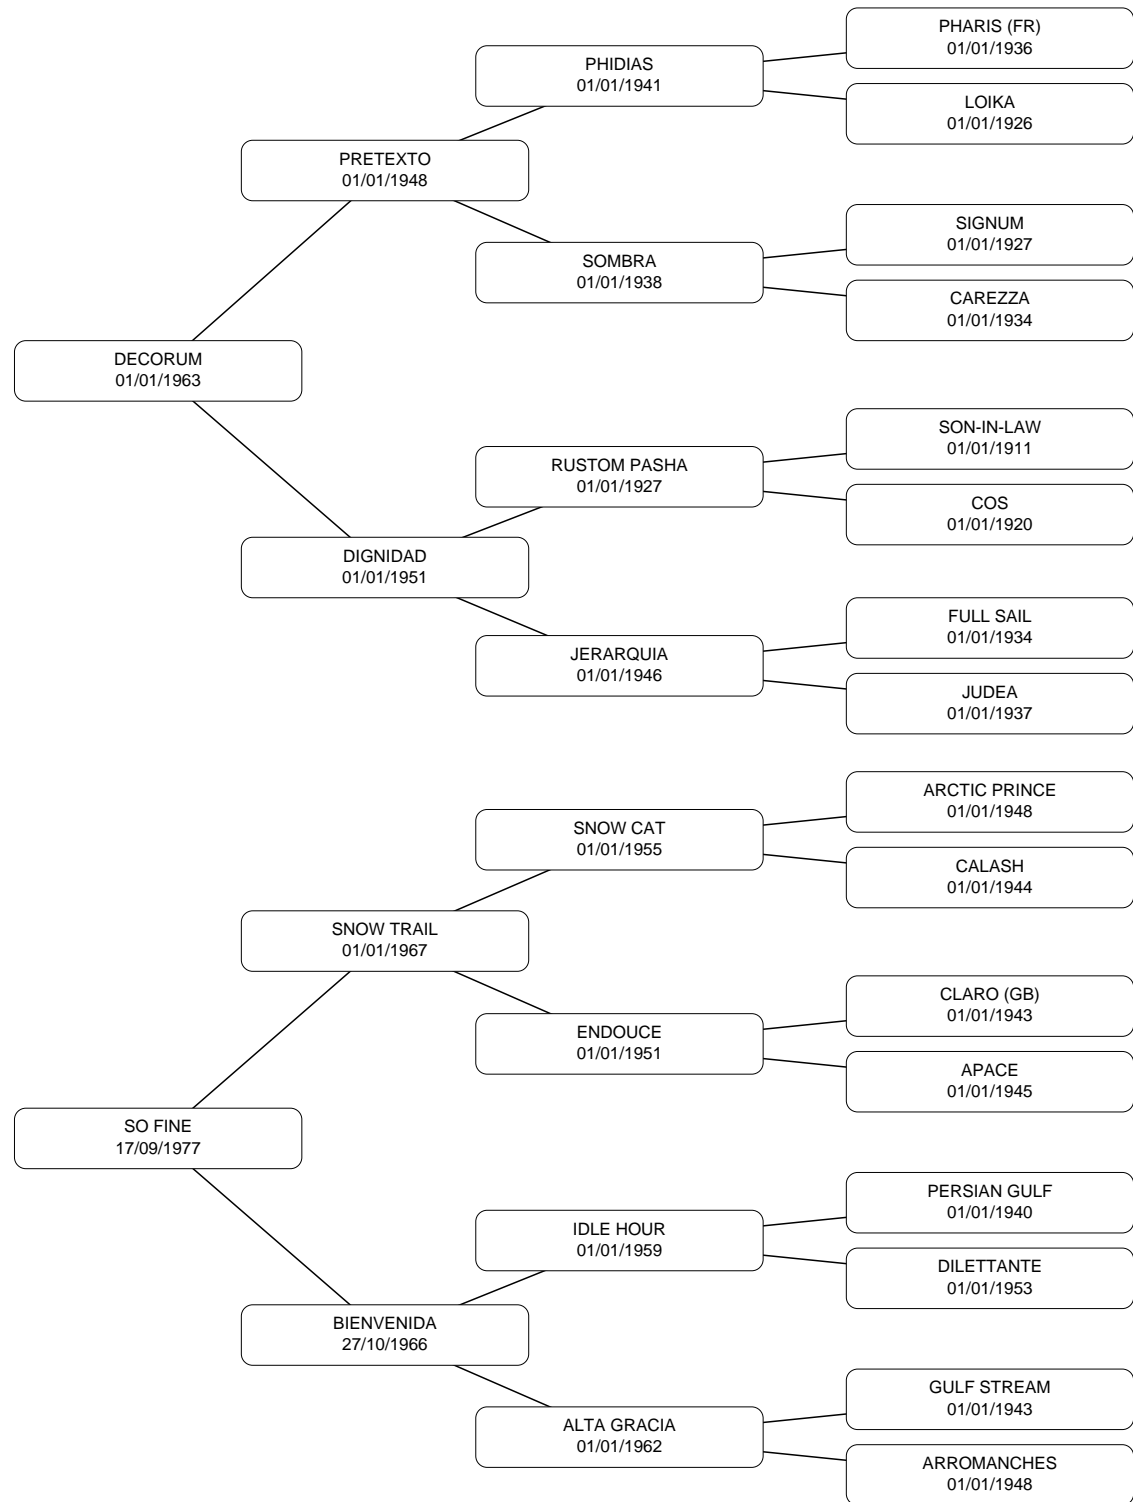 PHARIS (FR)
01/01/1936
PHIDIAS
01/01/1941
LOIKA
01/01/1926
PRETEXTO
01/01/1948
SIGNUM
01/01/1927
SOMBRA
01/01/1938
CAREZZA
01/01/1934
DECORUM
01/01/1963
SON-IN-LAW
01/01/1911
RUSTOM PASHA
01/01/1927
COS
01/01/1920
DIGNIDAD
01/01/1951
FULL SAIL
01/01/1934
JERARQUIA
01/01/1946
JUDEA
01/01/1937
ARCTIC PRINCE
01/01/1948
SNOW CAT
01/01/1955
CALASH
01/01/1944
SNOW TRAIL
01/01/1967
CLARO (GB)
01/01/1943
ENDOUCE
01/01/1951
APACE
01/01/1945
SO FINE
17/09/1977
PERSIAN GULF
01/01/1940
IDLE HOUR
01/01/1959
DILETTANTE
01/01/1953
BIENVENIDA
27/10/1966
GULF STREAM
01/01/1943
ALTA GRACIA
01/01/1962
ARROMANCHES
01/01/1948